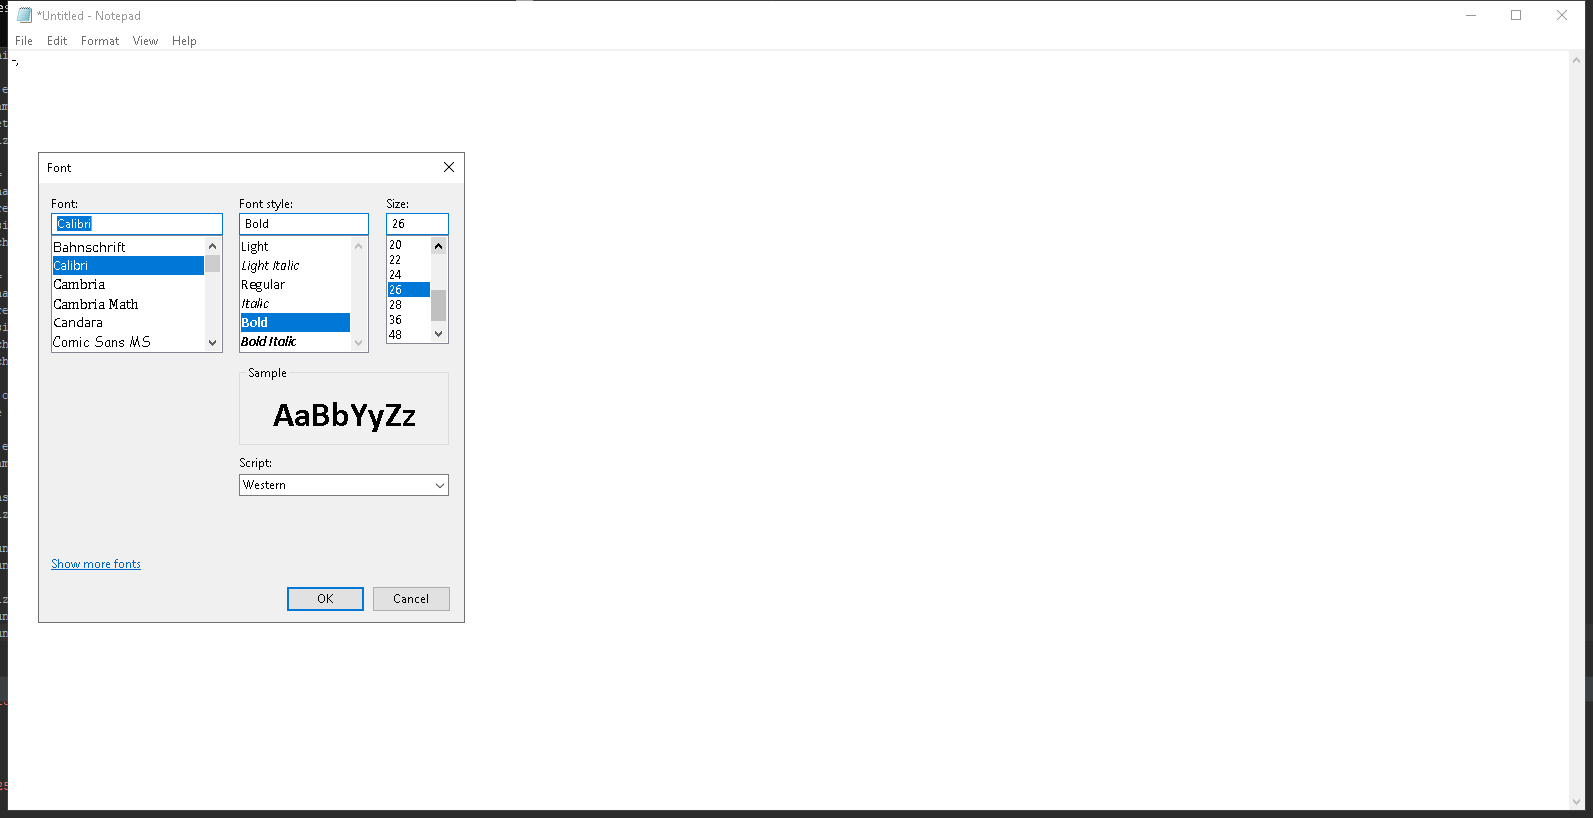 *Untitled - Notepad
File Edit Format View Help
-,
Font
Font: Font style: Size:
Calibri Bold 26
Bahnschrift
Calibri
Cambria
Cambria Math
Candara
Comic Sans MS
Light
Light Italic
Regular
Italic
Bold
Bold Italic
20
22
24
26
28
36
48
Sample
AaBbYyZz
Script:
Western
Show more fonts
OK Cancel